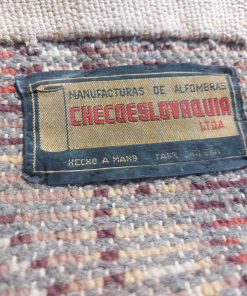 MANUFACTURAS DE ALFOMBRAS
CHECOESLOVAQUIA
LTDA.
HECHO A MANO